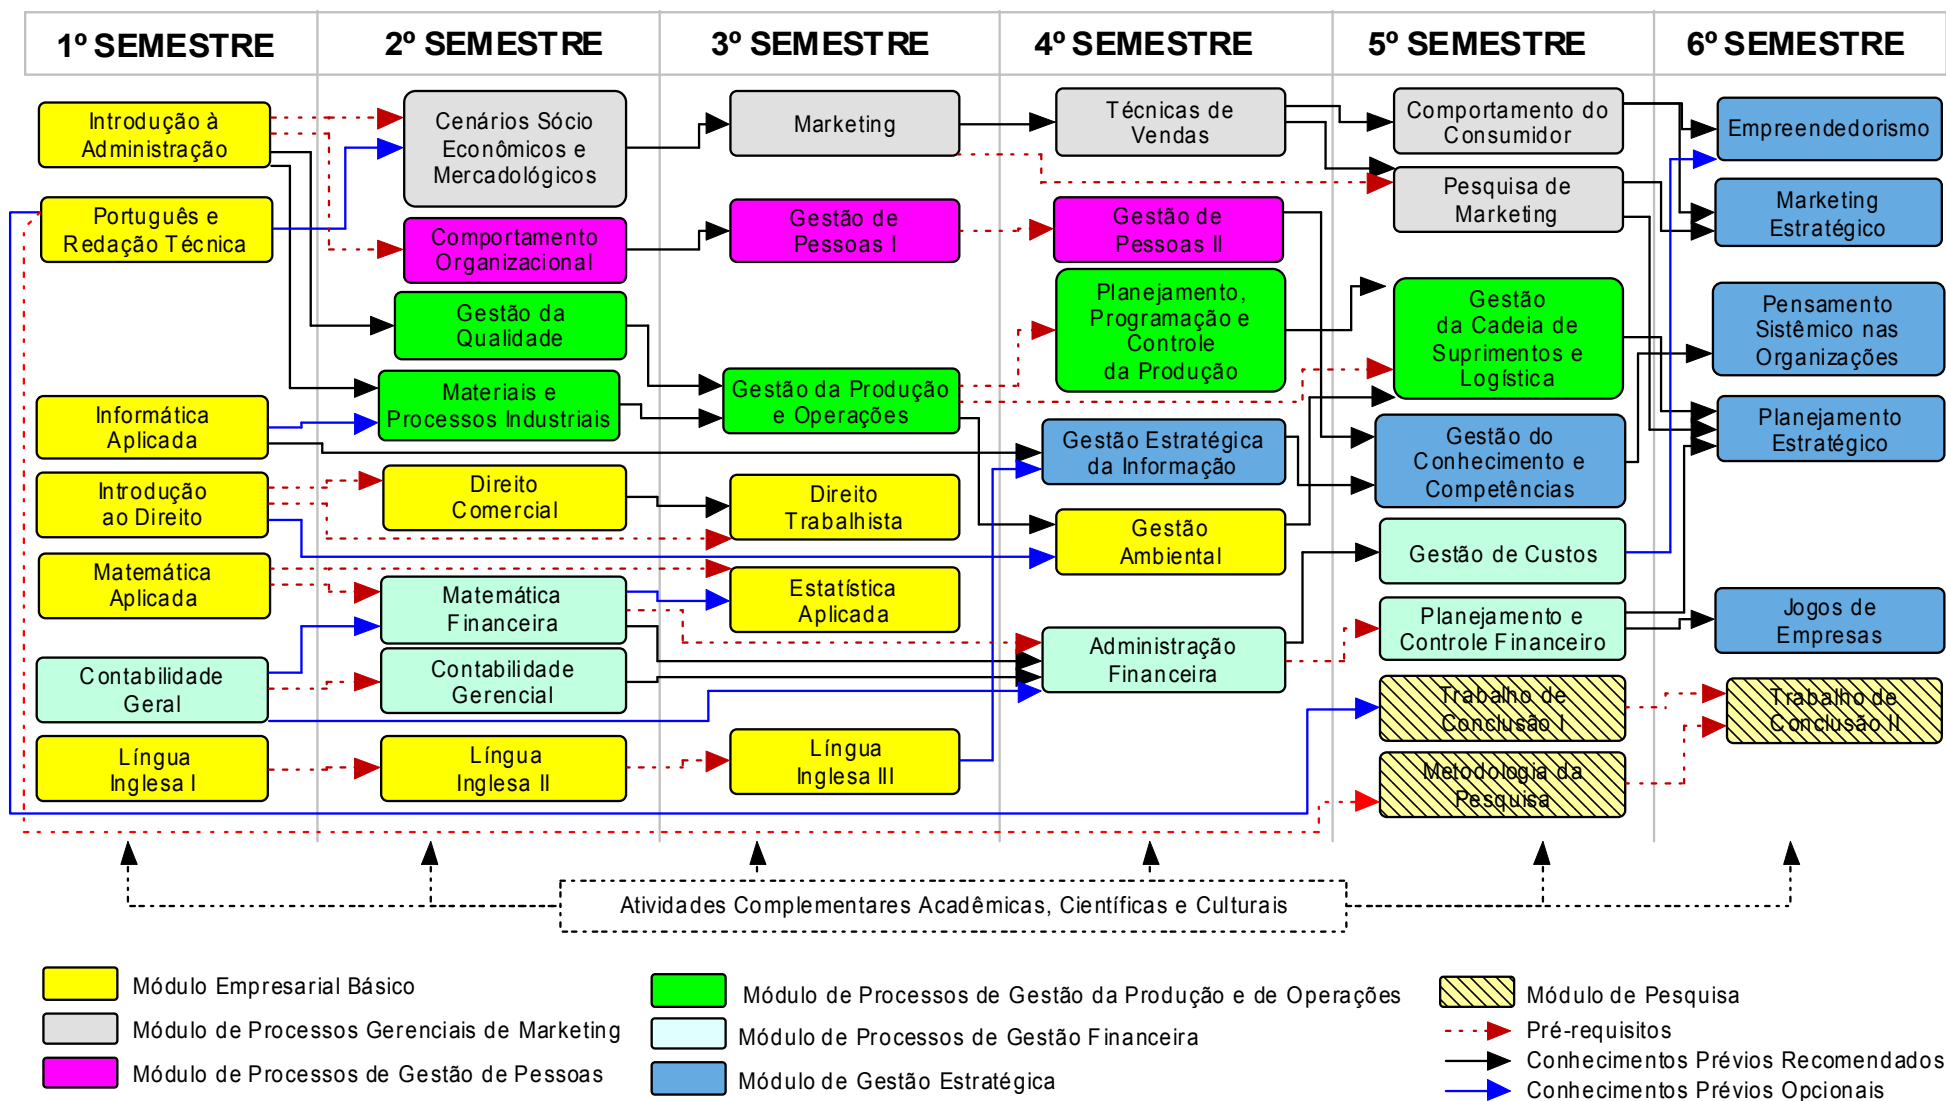 1º SEMESTRE
2º SEMESTRE
3º SEMESTRE
4º SEMESTRE
5º SEMESTRE
6º SEMESTRE
Introdução à
Administração
Português e
Redação Técnica
Informática
Aplicada
Introdução
ao Direito
Matemática
Aplicada
Contabilidade
Geral
Língua
Inglesa I
Cenários Sócio
Econômicos e
Mercadológicos
Comportamento
Organizacional
Gestão da
Qualidade
Materiais e
Processos Industriais
Direito
Comercial
Matemática
Financeira
Contabilidade
Gerencial
Língua
Inglesa II
Marketing
Gestão de
Pessoas I
Gestão da Produção
e Operações
Direito
Trabalhista
Estatística
Aplicada
Língua
Inglesa III
Técnicas de
Vendas
Gestão de
Pessoas II
Planejamento,
Programação e
Controle
da Produção
Gestão Estratégica
da Informação
Gestão
Ambiental
Administração
Financeira
Comportamento do
Consumidor
Pesquisa de
Marketing
Gestão
da Cadeia de
Suprimentos e
Logística
Gestão do
Conhecimento e
Competências
Gestão de Custos
Planejamento e
Controle Financeiro
Trabalho de
Conclusão I
Metodologia da
Pesquisa
Empreendedorismo
Marketing
Estratégico
Pensamento
Sistêmico nas
Organizações
Planejamento
Estratégico
Jogos de
Empresas
Trabalho de
Conclusão II
Atividades Complementares Acadêmicas, Científicas e Culturais
Módulo Empresarial Básico
Módulo de Processos Gerenciais de Marketing
Módulo de Processos de Gestão de Pessoas
Módulo de Processos de Gestão da Produção e de Operações
Módulo de Processos de Gestão Financeira
Módulo de Gestão Estratégica
Módulo de Pesquisa
Pré-requisitos
Conhecimentos Prévios Recomendados
Conhecimentos Prévios Opcionais